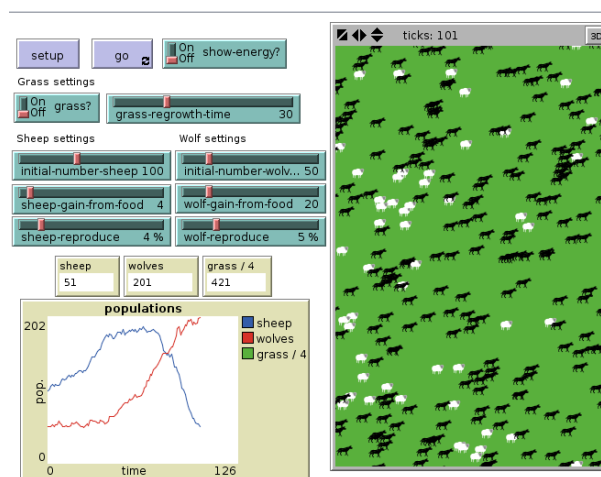 ticks: 101
3D
setup
go
On
Off
show-energy?
Grass settings
On
Off
grass?
grass-regrowth-time 30
Sheep settings
Wolf settings
initial-number-sheep 100
initial-number-wolv... 50
sheep-gain-from-food 4
wolf-gain-from-food 20
sheep-reproduce 4 %
wolf-reproduce 5 %
sheep
51
wolves
201
grass / 4
421
populations
202
pop.
0
0
time
126
sheep
wolves
grass / 4